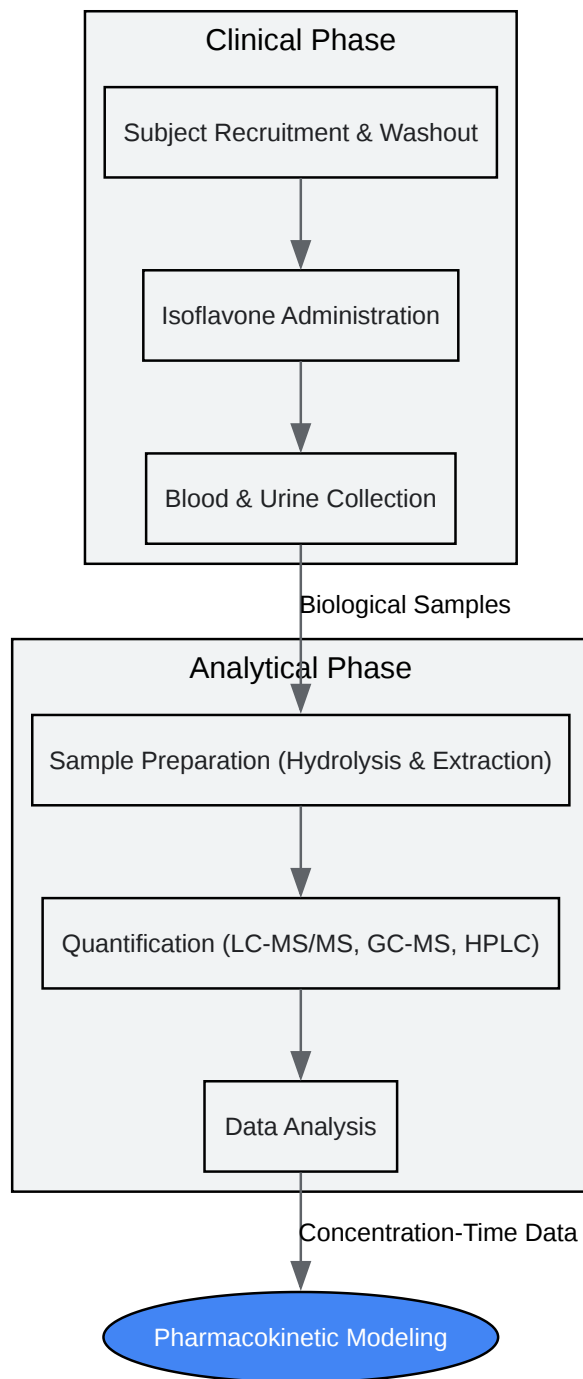 Clinical Phase
Subject Recruitment & Washout
Isoflavone Administration
Blood & Urine Collection
Biological Samples
Analytical Phase
Sample Preparation (Hydrolysis & Extraction)
Quantification (LC-MS/MS, GC-MS, HPLC)
Data Analysis
Concentration-Time Data
Pharmacokinetic Modeling